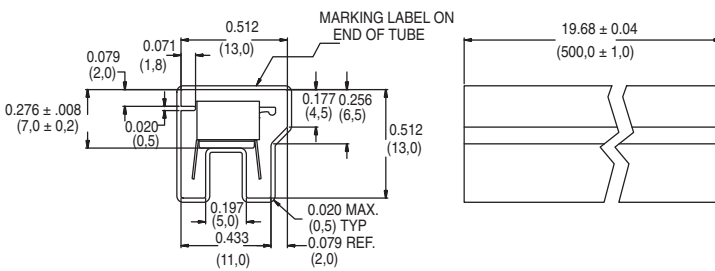 0.512
(13,0)
MARKING LABEL ON
END OF TUBE
19.68 ± 0.04
(500,0 ± 1,0)
0.071
(1,8)
0.079
(2,0)
0.276 ± .008
(7,0 ± 0,2)
0.020
(0,5)
0.177
(4,5)
0.256
(6,5)
0.512
(13,0)
0.197
(5,0)
0.020 MAX.
(0,5) TYP
0.433
(11,0)
0.079 REF.
(2,0)